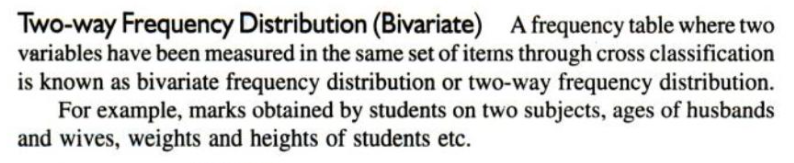 Two-way Frequency Distribution (Bivariate) A frequency table where two
variables have been measured in the same set of items through cross classification
is known as bivariate frequency distribution or two-way frequency distribution.
For example, marks obtained by students on two subjects, ages of husbands
and wives, weights and heights of students etc.